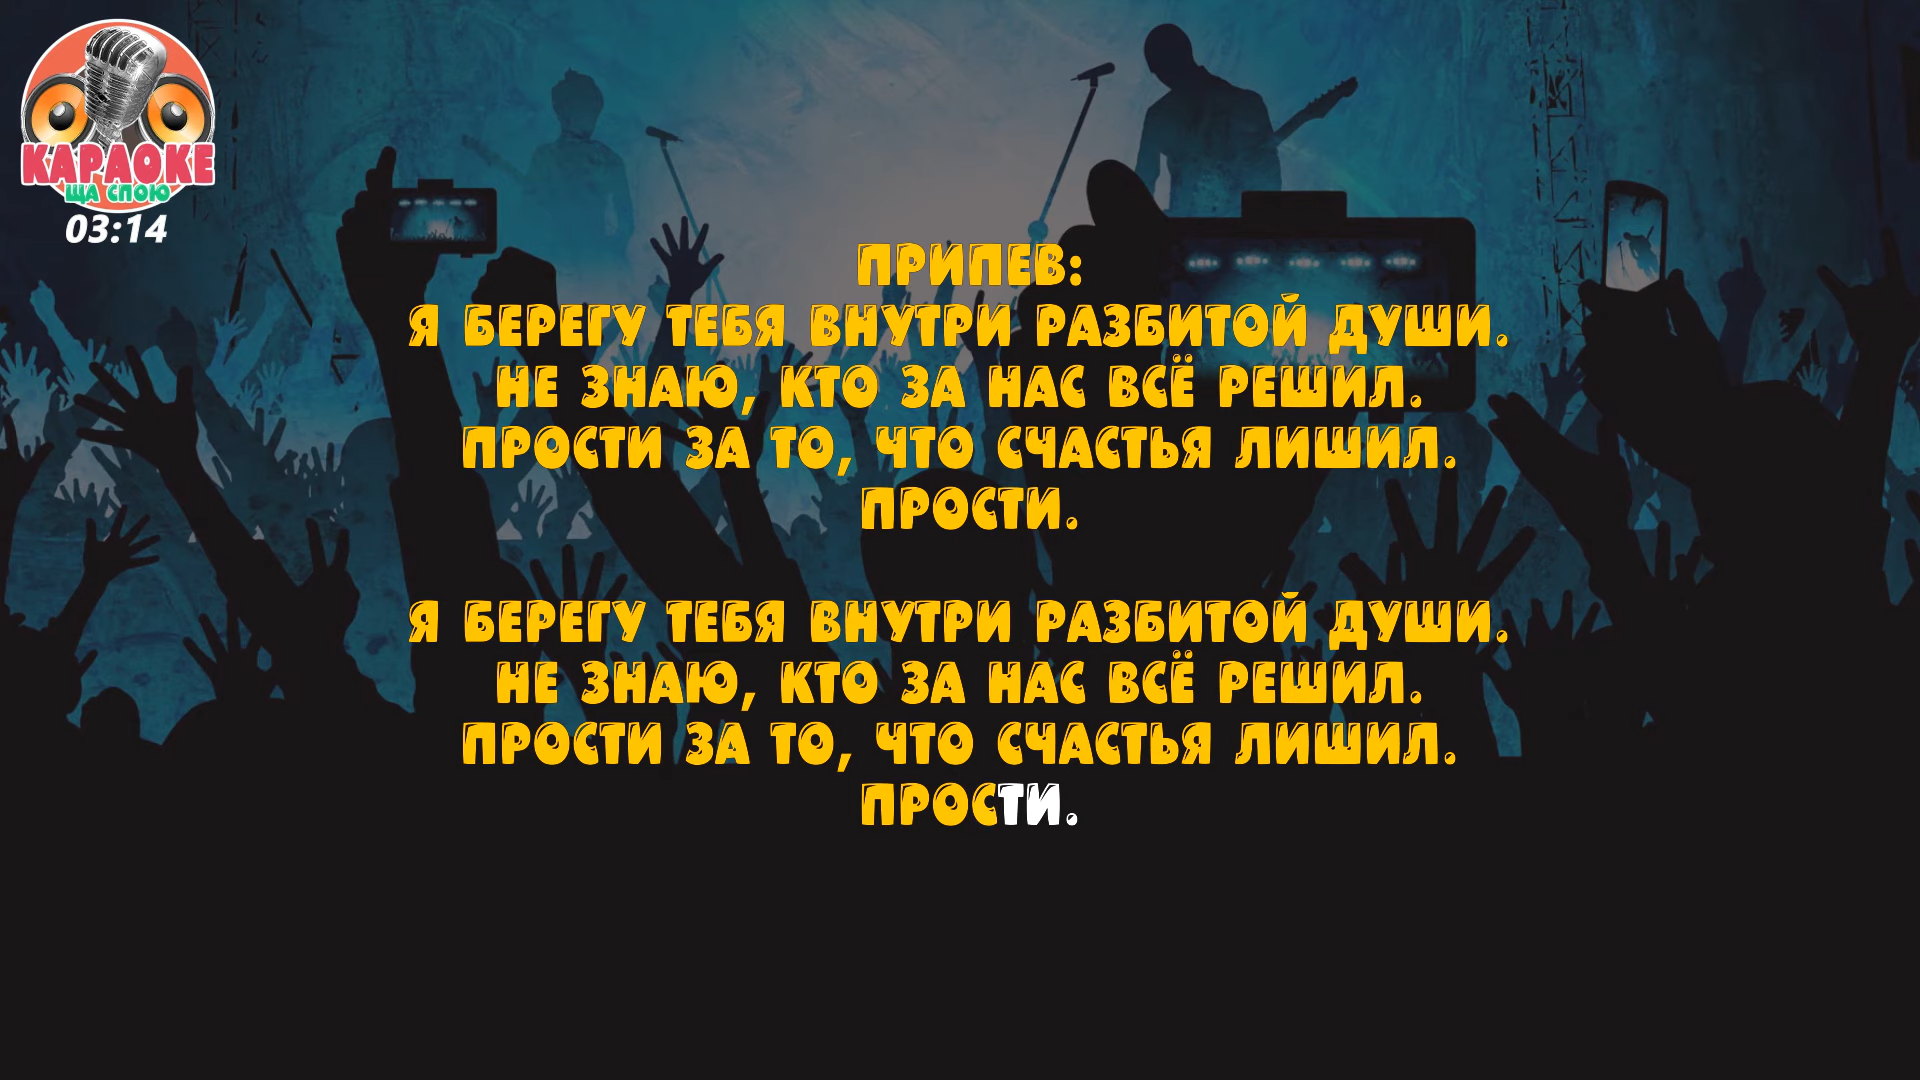 КАРАОКЕ
ЩА СПОЮ
03:14
ПРИПЕВ:
Я БЕРЕГУ ТЕБЯ ВНУТРИ РАЗБИТОЙ ДУШИ.
НЕ ЗНАЮ, КТО ЗА НАС ВСЁ РЕШИЛ.
ПРОСТИ ЗА ТО, ЧТО СЧАСТЬЯ ЛИШИЛ.
ПРОСТИ.
Я БЕРЕГУ ТЕБЯ ВНУТРИ РАЗБИТОЙ ДУШИ.
НЕ ЗНАЮ, КТО ЗА НАС ВСЁ РЕШИЛ.
ПРОСТИ ЗА ТО, ЧТО СЧАСТЬЯ ЛИШИЛ.
ПРОСТИ.